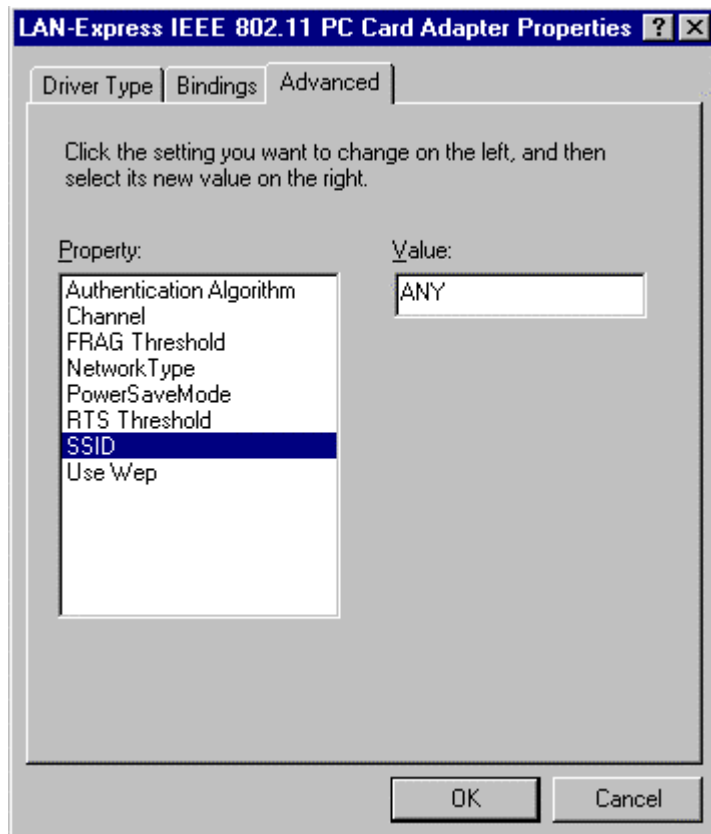 LAN-Express IEEE 802.11 PC Card Adapter Properties ? X
Driver Type Bindings Advanced
Click the setting you want to change on the left, and then
select its new value on the right.
Property:
Value:
Authentication Algorithm
Channel
FRAG Threshold
NetworkType
PowerSaveMode
RTS Threshold
SSID
Use Wep
ANY
OK Cancel